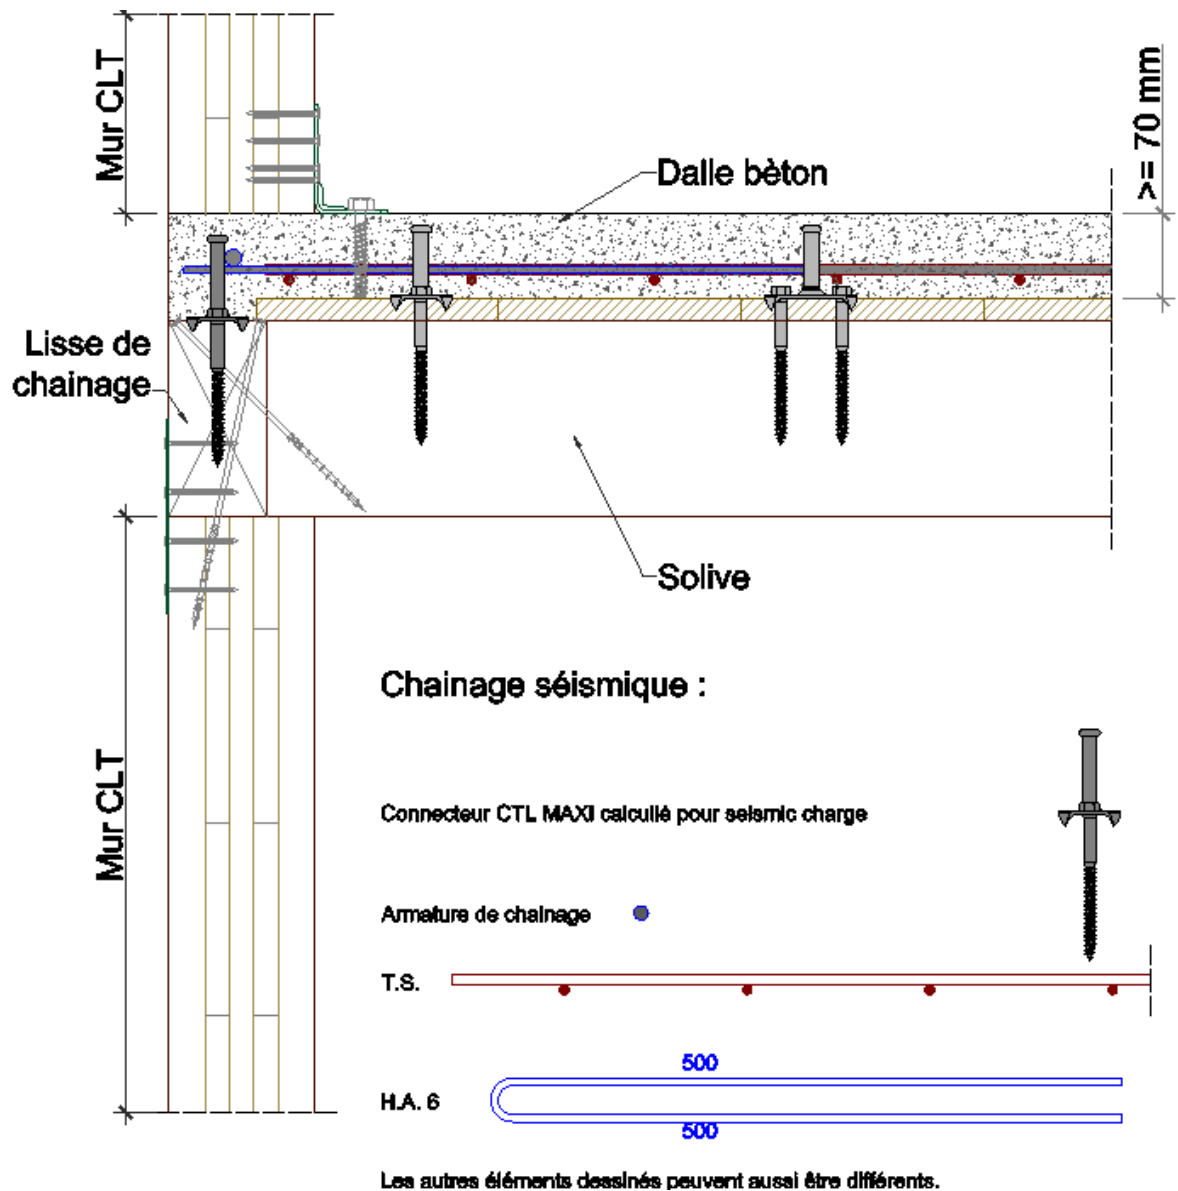 Mur CLT
>= 70 mm
Dalle bèton
Lisse de
chainage
Solive
Chainage séismique :
Mur CLT
Connecteur CTL MAXI calcullé pour seismic charge
Armature de chainage
T.S.
500
H.A. 6
500
Les autres éléments dessinés peuvent aussi être différents.